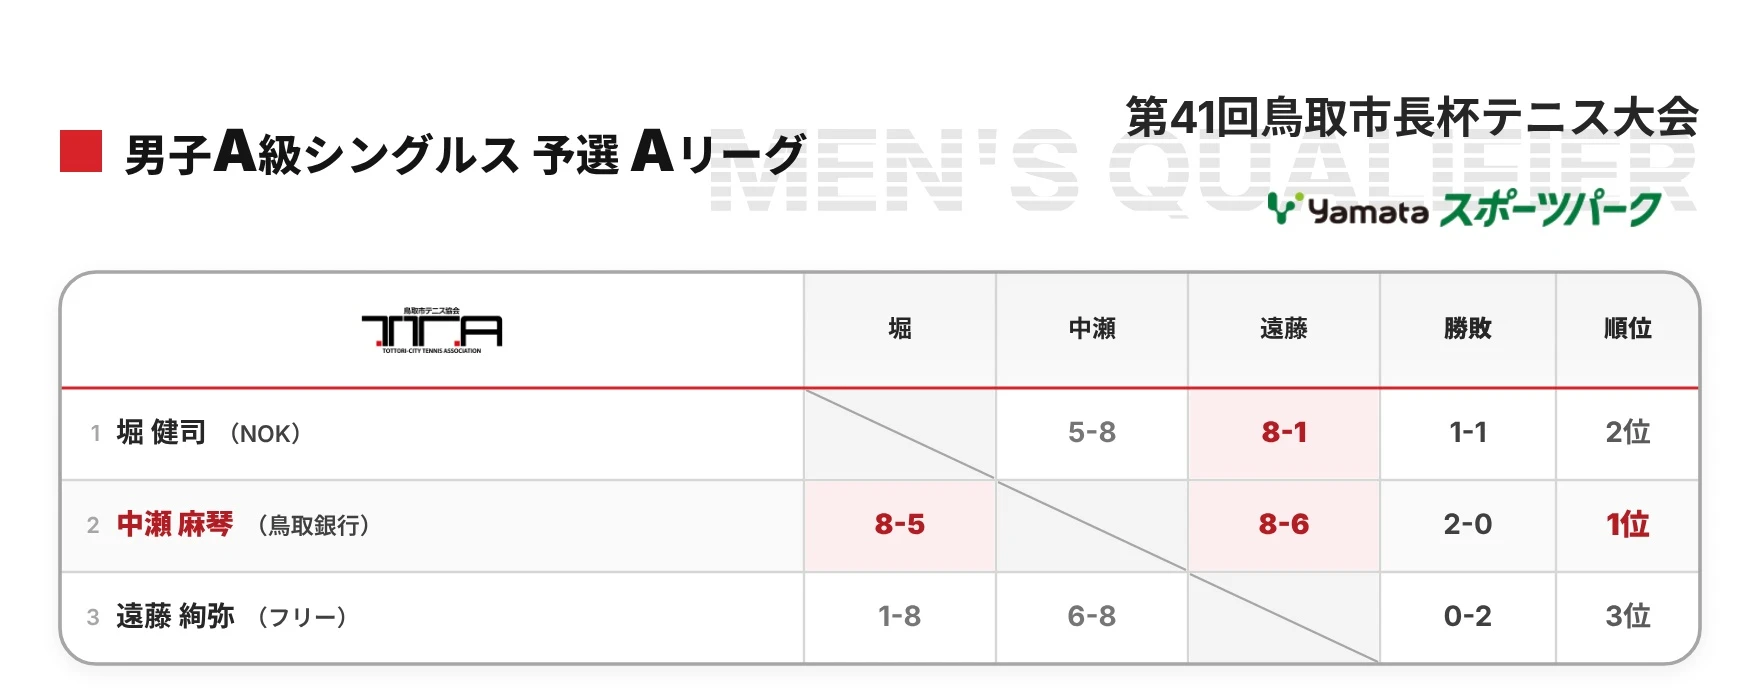 第41回鳥取市長杯テニス大会
男子A級シングルス 予選 Aリーグ
MEN'S QUALIFIER
Yamata スポーツパーク
鳥取市テニス協会
TTA
TOTTORI-CITY TENNIS ASSOCIATION
堀 中瀬 遠藤 勝敗 順位
1 堀 健司 （NOK） 5-8 8-1 1-1 2位
2 中瀬 麻琴 （鳥取銀行） 8-5 8-6 2-0 1位
3 遠藤 絢弥 （フリー） 1-8 6-8 0-2 3位